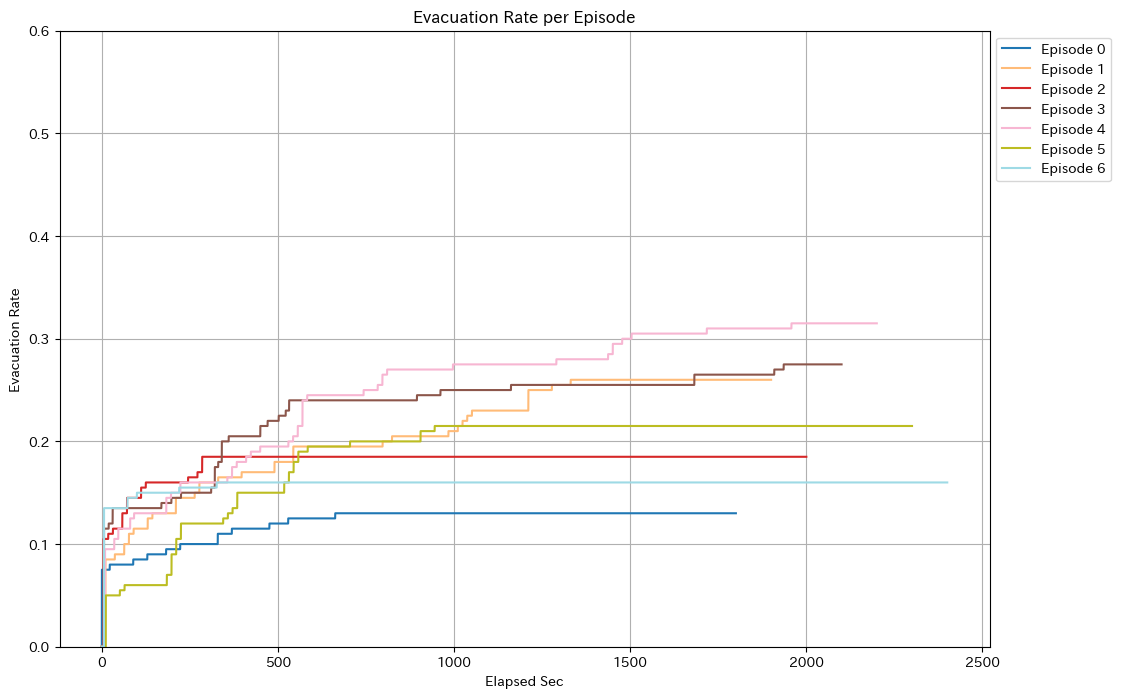 Evacuation Rate per Episode
Evacuation Rate
0.6
0.5
0.4
0.3
0.2
0.1
0.0
0
500
1000
1500
2000
2500
Elapsed Sec
Episode 0
Episode 1
Episode 2
Episode 3
Episode 4
Episode 5
Episode 6